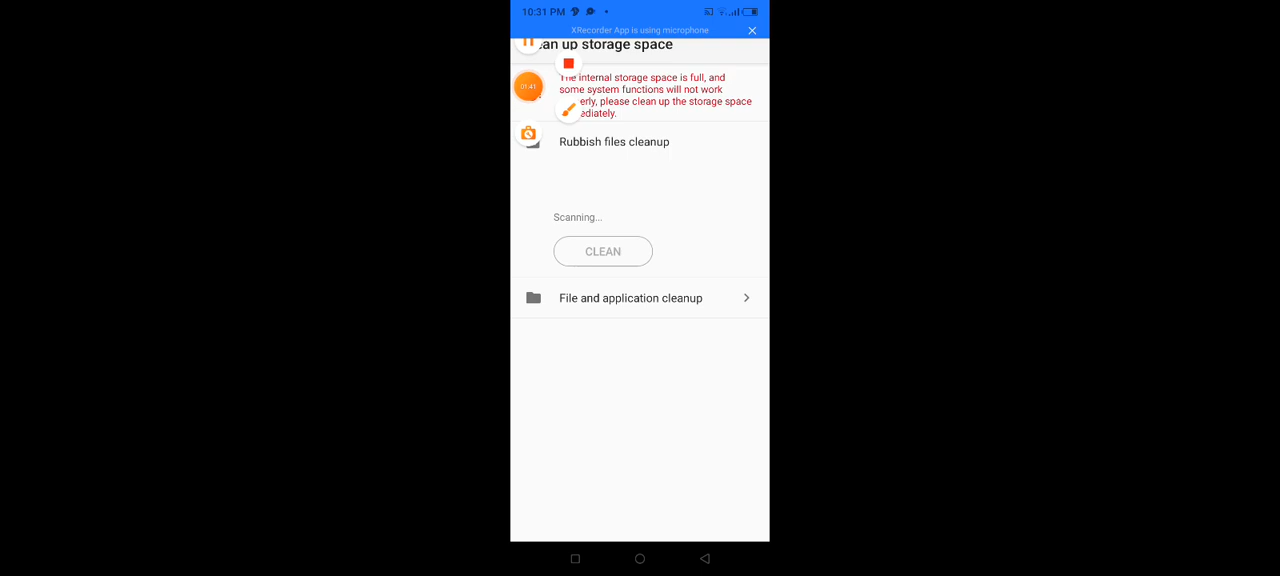 10:31 PM
XRecorder App is using microphone
an up storage space
01:41
The internal storage space is full, and
some system functions will not work
erly, please clean up the storage space
ediately.
Rubbish files cleanup
Scanning...
CLEAN
File and application cleanup